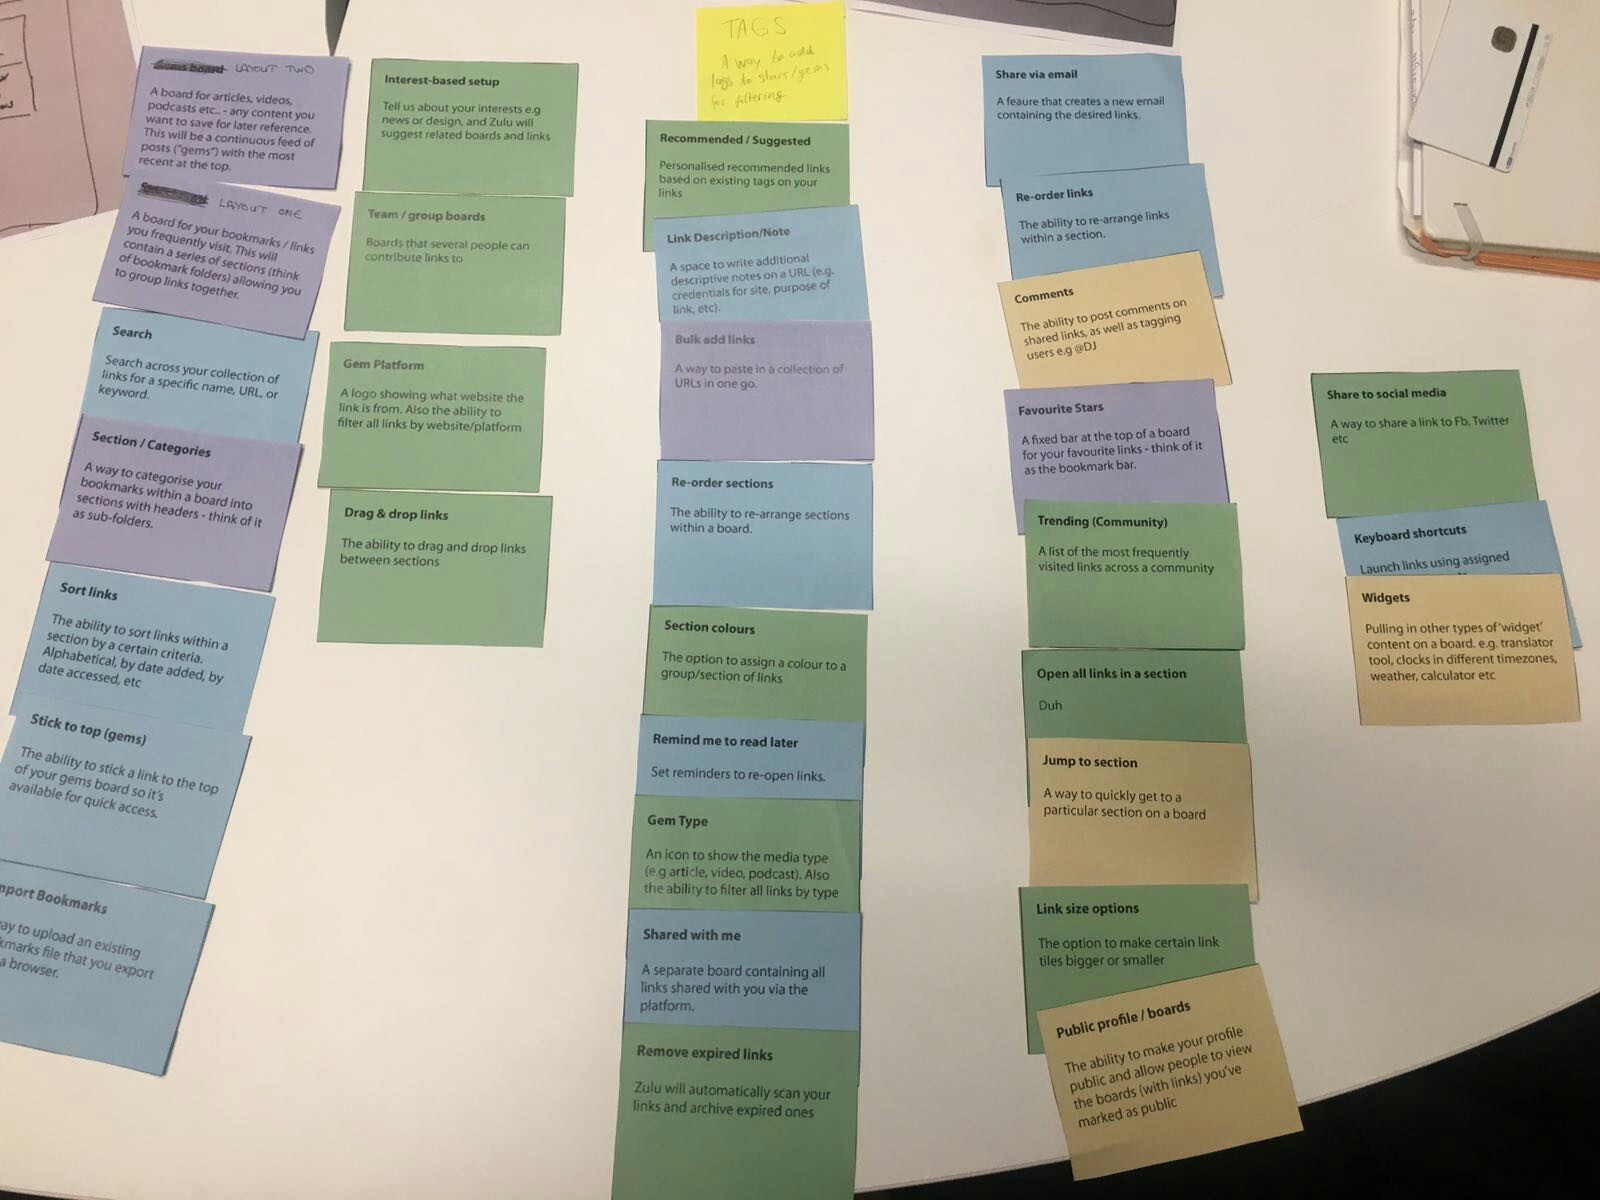 LAYOUT TWO
A board for articles, videos,
podcasts etc.. - any content you
want to save for later reference.
This will be a continuous feed of
posts ("gems") with the most
recent at the top.
LAYOUT ONE
A board for your bookmarks / links
you frequently visit. This will
contain a series of sections (think
of bookmark folders) allowing you
to group links together.
Search
Search across your collection of
links for a specific name, URL, or
keyword.
Section / Categories
A way to categorise your
bookmarks within a board into
sections with headers - think of it
as sub-folders.
Sort links
The ability to sort links within a
section by a certain criteria.
Alphabetical, by date added, by
date accessed, etc
Stick to top (gems)
The ability to stick a link to the top
of your gems board so it's
available for quick access.
mport Bookmarks
ay to upload an existing
kmarks file that you export
a browser.
Interest-based setup
Tell us about your interests e.g
news or design, and Zulu will
suggest related boards and links
Team / group boards
Boards that several people can
contribute links to
Gem Platform
A logo showing what website the
link is from. Also the ability to
filter all links by website/platform
Drag & drop links
The ability to drag and drop links
between sections
TAGS
A way to add
tags to stars/gems
for filtering.
Recommended / Suggested
Personalised recommended links
based on existing tags on your
links
Link Description/Note
A space to write additional
descriptive notes on a URL (e.g.
credentials for site, purpose of
link, etc).
Bulk add links
A way to paste in a collection of
URLs in one go.
Re-order sections
The ability to re-arrange sections
within a board.
Section colours
The option to assign a colour to a
group/section of links
Remind me to read later
Set reminders to re-open links.
Gem Type
An icon to show the media type
(e.g article, video, podcast). Also
the ability to filter all links by type
Shared with me
A separate board containing all
links shared with you via the
platform.
Remove expired links
Zulu will automatically scan your
links and archive expired ones
Share via email
A feaure that creates a new email
containing the desired links.
Re-order links
The ability to re-arrange links
within a section.
Comments
The ability to post comments on
shared links, as well as tagging
users e.g @DJ
Favourite Stars
A fixed bar at the top of a board
for your favourite links - think of it
as the bookmark bar.
Trending (Community)
A list of the most frequently
visited links across a community
Open all links in a section
Duh
Jump to section
A way to quickly get to a
particular section on a board
Link size options
The option to make certain link
tiles bigger or smaller
Public profile / boards
The ability to make your profile
public and allow people to view
the boards (with links) you've
marked as public
Share to social media
A way to share a link to Fb, Twitter
etc
Keyboard shortcuts
Launch links using assigned
Widgets
Pulling in other types of 'widget'
content on a board. e.g. translator
tool, clocks in different timezones,
weather, calculator etc